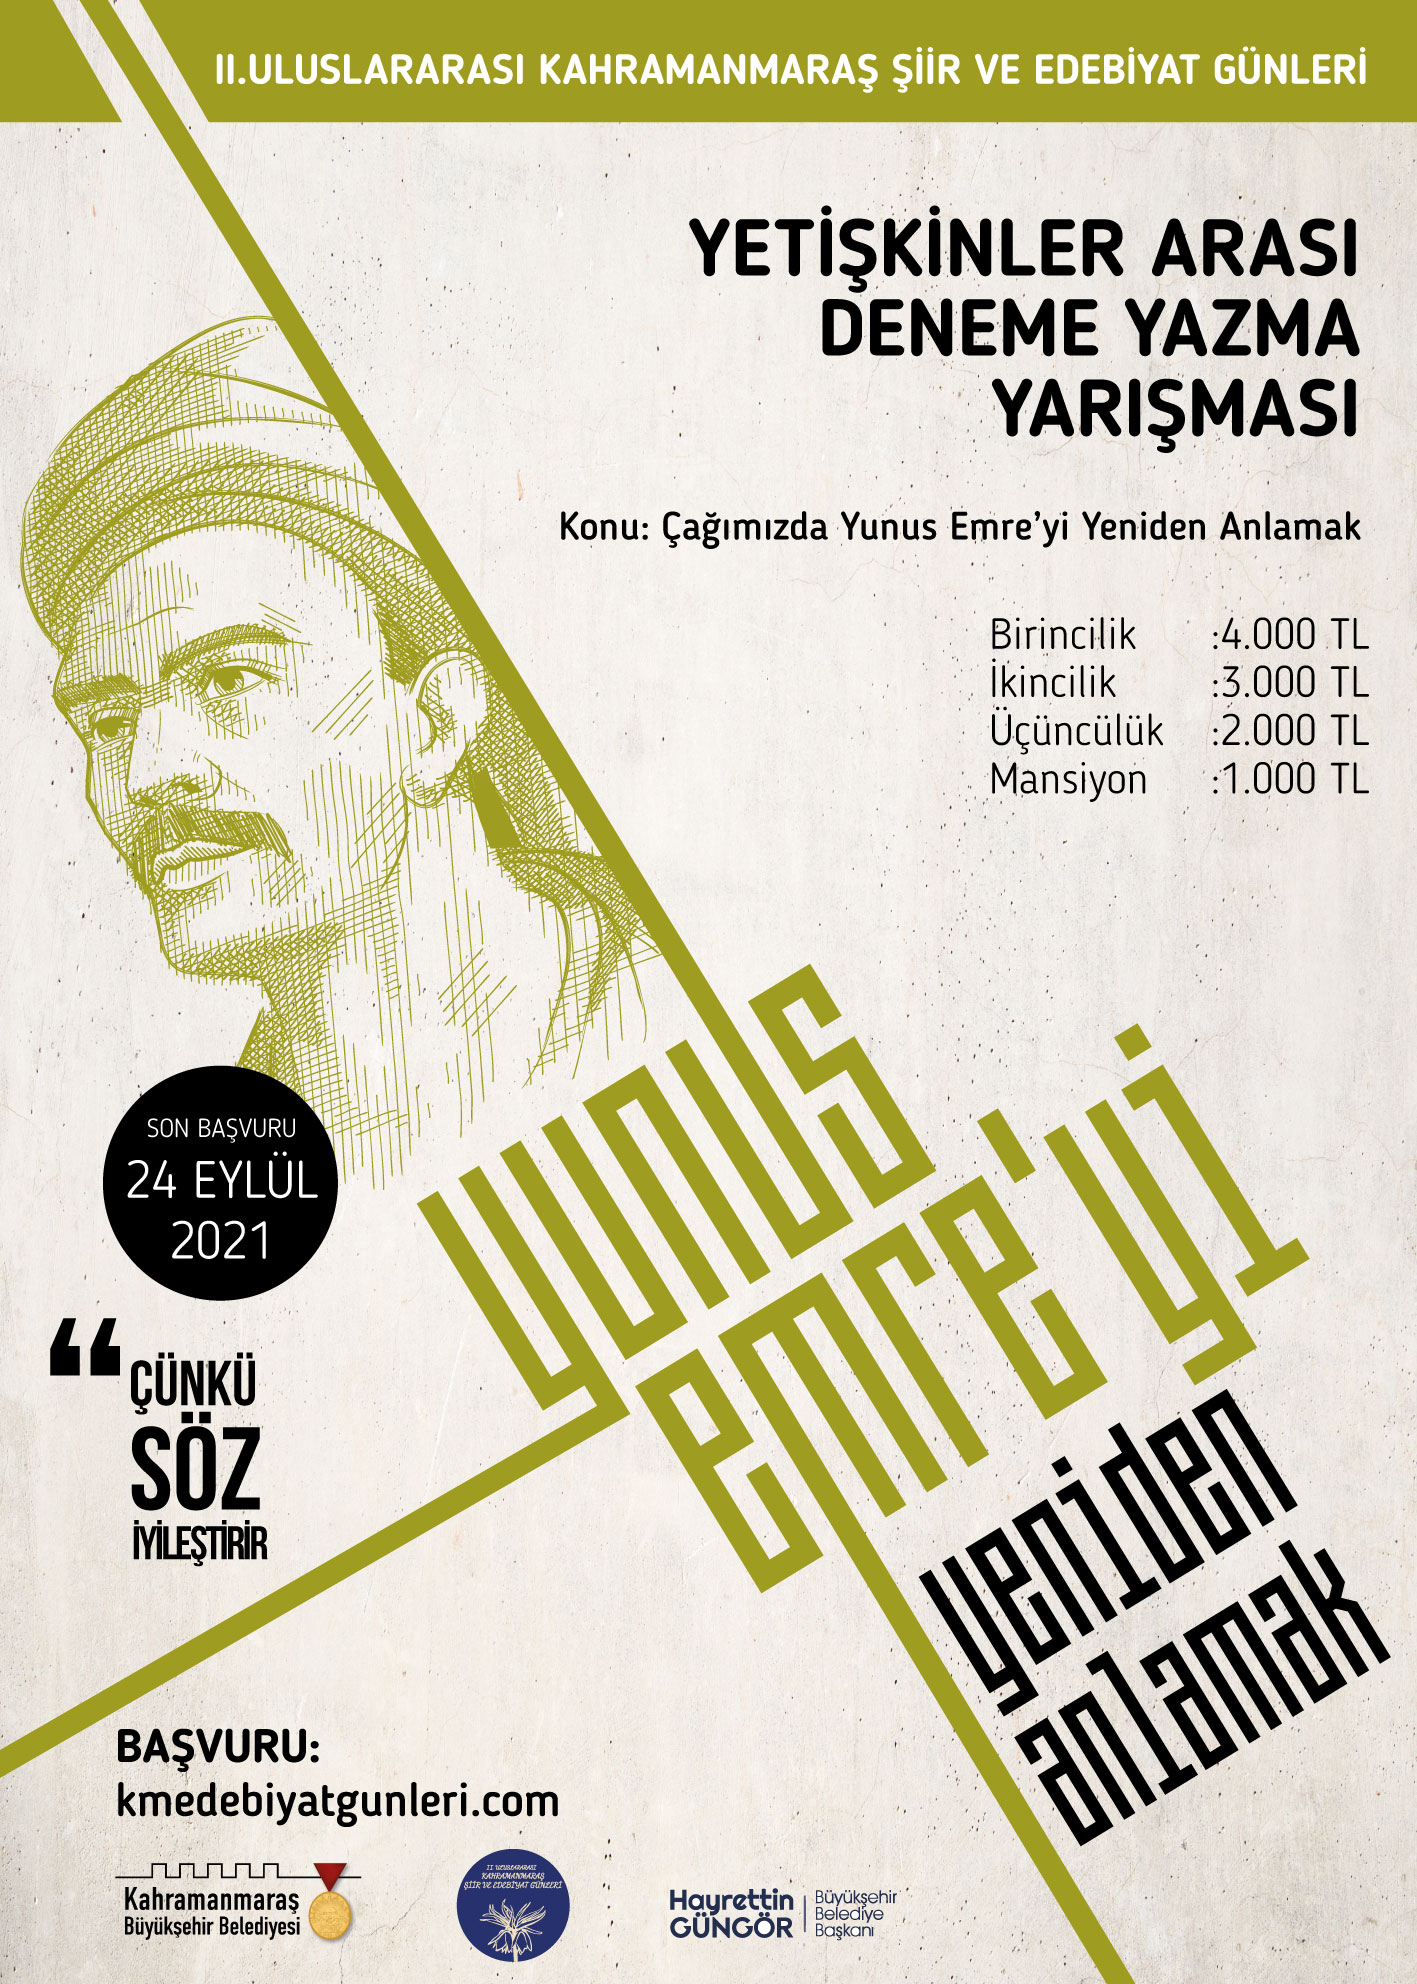 II.ULUSLARARASI KAHRAMANMARAŞ ŞİİR VE EDEBİYAT GÜNLERİ
YETİŞKİNLER ARASI
DENEME YAZMA
YARIŞMASI
Konu: Çağımızda Yunus Emre’yi Yeniden Anlamak
Birincilik :4.000 TL
İkincilik :3.000 TL
Üçüncülük :2.000 TL
Mansiyon :1.000 TL
yunus
emre'yi
yeniden
anlamak
SON BAŞVURU
24 EYLÜL
2021
“ ÇÜNKÜ
SÖZ
İYİLEŞTİRİR
BAŞVURU:
kmedebiyatgunleri.com
Kahramanmaraş
Büyükşehir Belediyesi
II. ULUSLARARASI
KAHRAMANMARAŞ
ŞİİR VE EDEBİYAT GÜNLERİ
Hayrettin
GÜNGÖR
Büyükşehir
Belediye
Başkanı